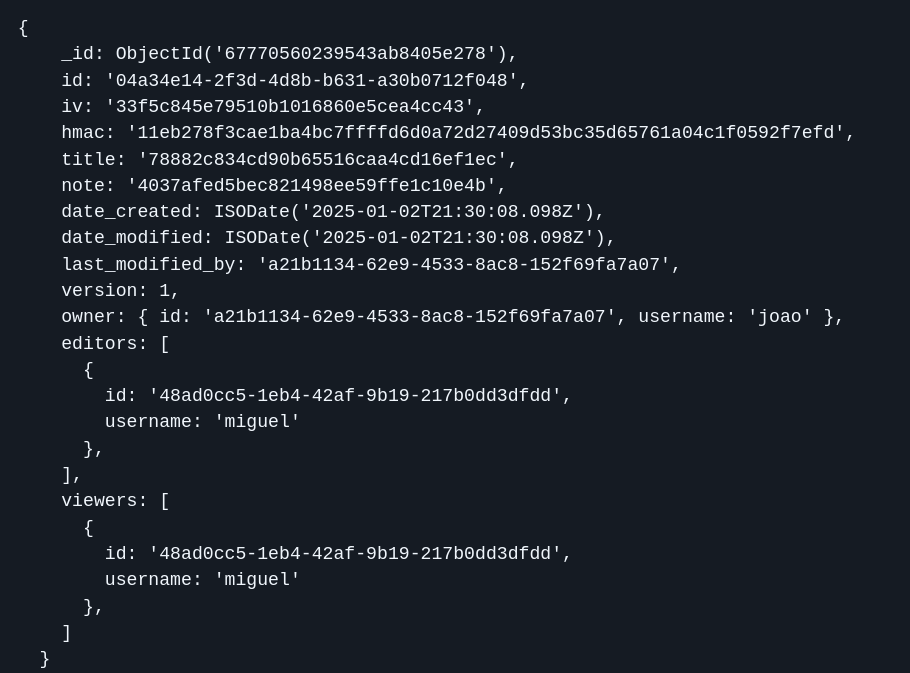 {
    _id: ObjectId('67770560239543ab8405e278'),
    id: '04a34e14-2f3d-4d8b-b631-a30b0712f048',
    iv: '33f5c845e79510b1016860e5cea4cc43',
    hmac: '11eb278f3cae1ba4bc7ffffd6d0a72d27409d53bc35d65761a04c1f0592f7efd',
    title: '78882c834cd90b65516caa4cd16ef1ec',
    note: '4037afed5bec821498ee59ffe1c10e4b',
    date_created: ISODate('2025-01-02T21:30:08.098Z'),
    date_modified: ISODate('2025-01-02T21:30:08.098Z'),
    last_modified_by: 'a21b1134-62e9-4533-8ac8-152f69fa7a07',
    version: 1,
    owner: { id: 'a21b1134-62e9-4533-8ac8-152f69fa7a07', username: 'joao' },
    editors: [
      {
        id: '48ad0cc5-1eb4-42af-9b19-217b0dd3dfdd',
        username: 'miguel'
      },
    ],
    viewers: [
      {
        id: '48ad0cc5-1eb4-42af-9b19-217b0dd3dfdd',
        username: 'miguel'
      },
    ]
  }